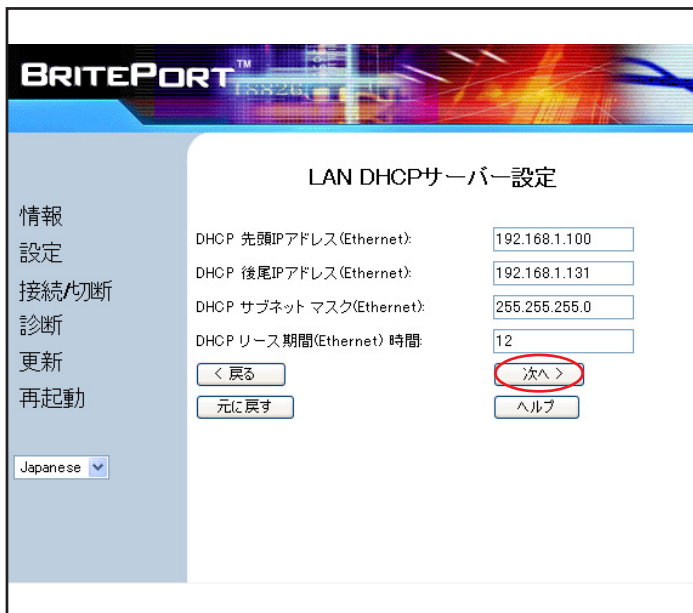 BRITEPORT™
LAN DHCPサーバー設定
情報
設定
接続/切断
診断
更新
再起動
Japanese
DHCP 先頭IPアドレス(Ethernet): 192.168.1.100
DHCP 後尾IPアドレス(Ethernet): 192.168.1.131
DHCP サブネット マスク(Ethernet): 255.255.255.0
DHCP リース期間(Ethernet) 時間: 12
< 戻る 次へ >
元に戻す ヘルプ